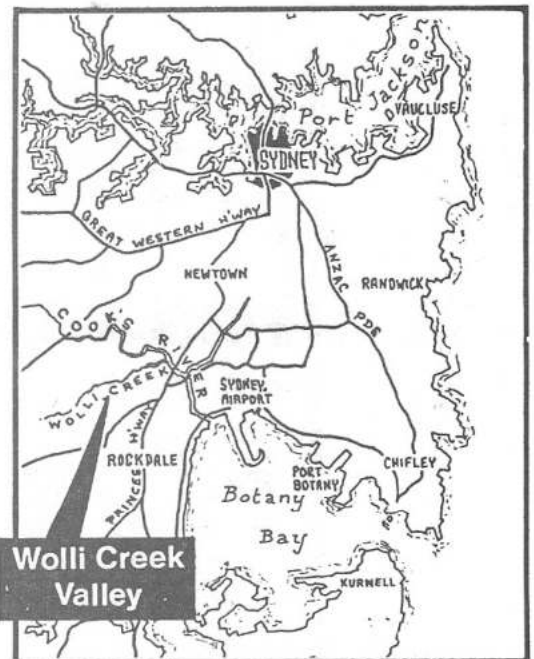 Port Jackson
VAUCLUSE
SYDNEY
GREAT WESTERN H'WAY
NEWTOWN
ANZAC PDE
RANDWICK
COOK'S RIVER
WOLLI CREEK
SYDNEY AIRPORT
PRINCES HWAY
ROCKDALE
PORT BOTANY
CHIFLEY
Botany
Bay
KURNELL
Wolli Creek
Valley